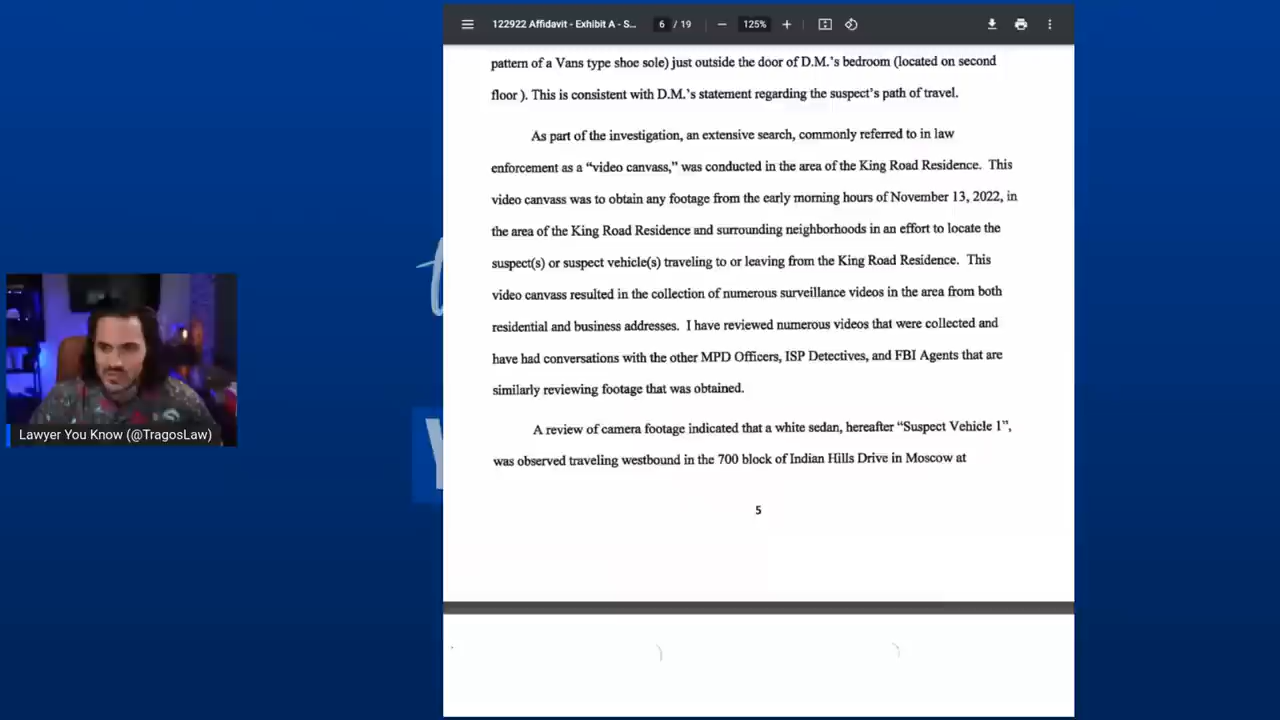 122922 Affidavit - Exhibit A - S...
6 / 19
125%
pattern of a Vans type shoe sole) just outside the door of D.M.'s bedroom (located on second
floor ). This is consistent with D.M.'s statement regarding the suspect's path of travel.
As part of the investigation, an extensive search, commonly referred to in law
enforcement as a “video canvass,” was conducted in the area of the King Road Residence. This
video canvass was to obtain any footage from the early morning hours of November 13, 2022, in
the area of the King Road Residence and surrounding neighborhoods in an effort to locate the
suspect(s) or suspect vehicle(s) traveling to or leaving from the King Road Residence. This
video canvass resulted in the collection of numerous surveillance videos in the area from both
residential and business addresses. I have reviewed numerous videos that were collected and
have had conversations with the other MPD Officers, ISP Detectives, and FBI Agents that are
similarly reviewing footage that was obtained.
A review of camera footage indicated that a white sedan, hereafter “Suspect Vehicle 1”,
was observed traveling westbound in the 700 block of Indian Hills Drive in Moscow at
5
Lawyer You Know (@TragosLaw)